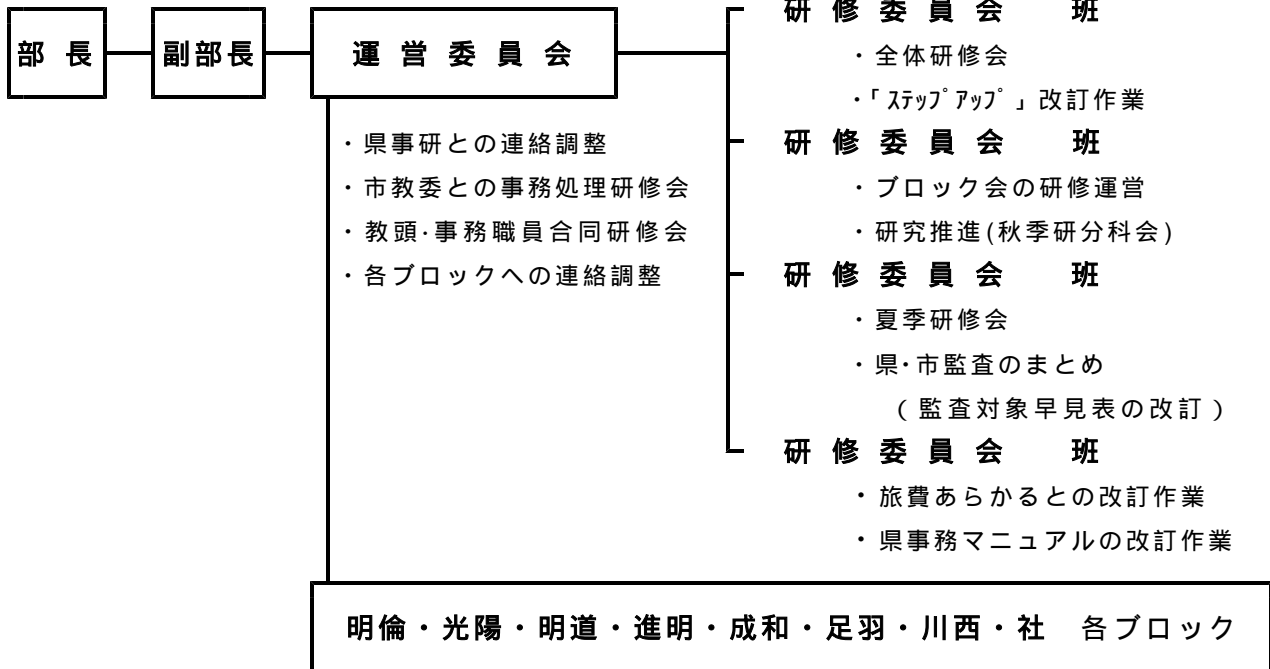 部 長
副部長
運 営 委 員 会
・県事研との連絡調整
・市教委との事務処理研修会
・教頭･事務職員合同研修会
・各ブロックへの連絡調整
研 修 委 員 会　班
・全体研修会
・「ｽﾃｯﾌﾟｱｯﾌﾟ」改訂作業
研 修 委 員 会　班
・ブロック会の研修運営
・研究推進(秋季研分科会)
研 修 委 員 会　班
・夏季研修会
・県･市監査のまとめ
（監査対象早見表の改訂）
研 修 委 員 会　班
・旅費あらかるとの改訂作業
・県事務マニュアルの改訂作業
明倫・光陽・明道・進明・成和・足羽・川西・社　各ブロック